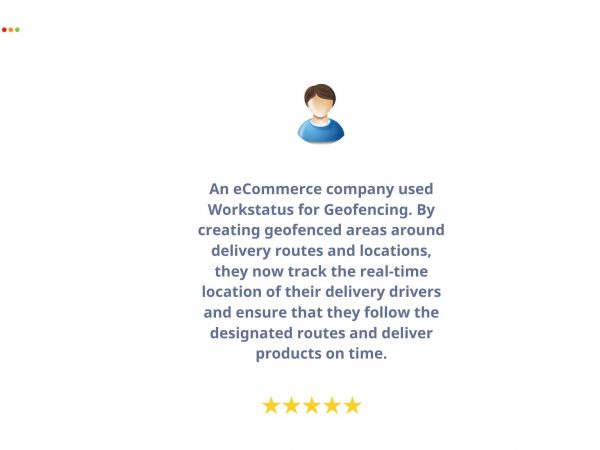 An eCommerce company used
Workstatus for Geofencing. By
creating geofenced areas around
delivery routes and locations,
they now track the real-time
location of their delivery drivers
and ensure that they follow the
designated routes and deliver
products on time.